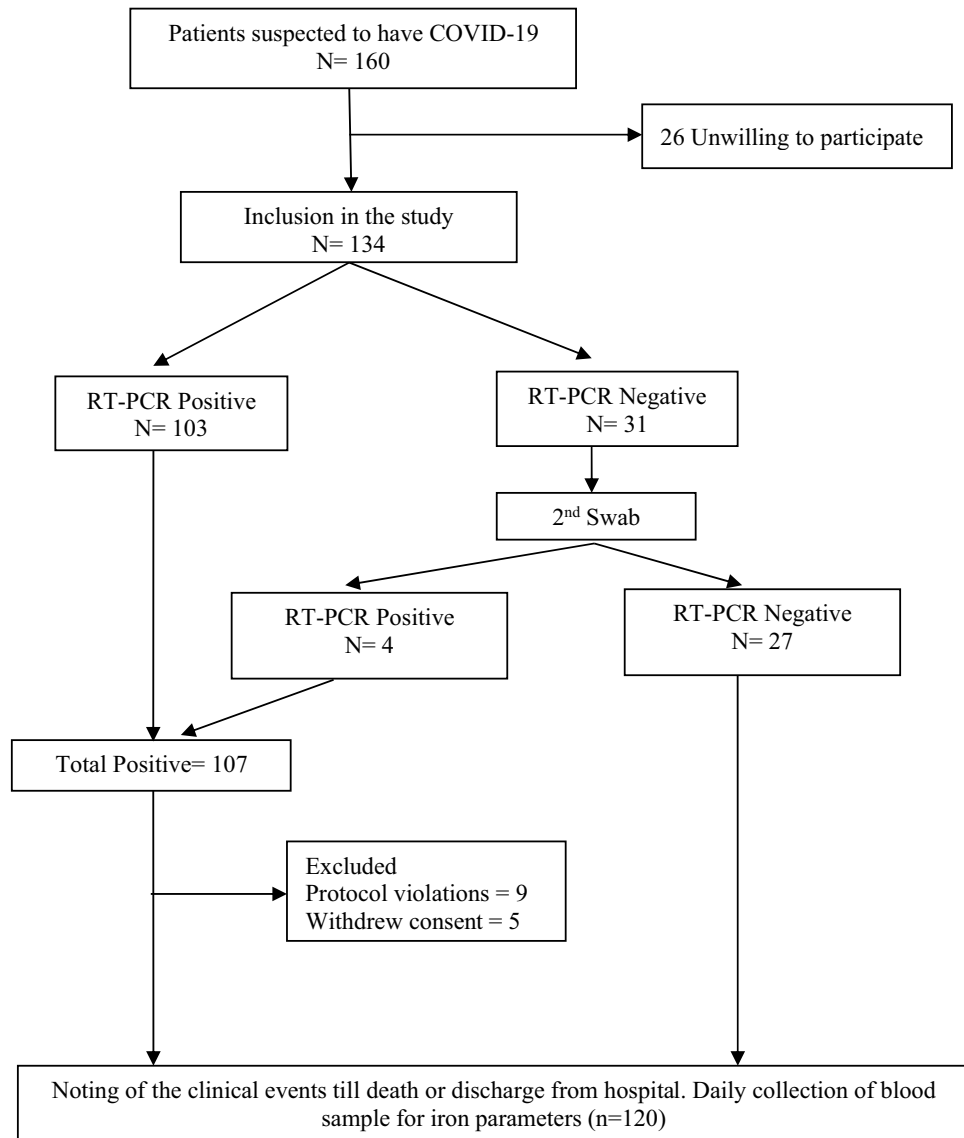 Patients suspected to have COVID-19
N= 160
26 Unwilling to participate
Inclusion in the study
N= 134
RT-PCR Positive
N= 103
RT-PCR Negative
N= 31
2nd Swab
RT-PCR Positive
N= 4
RT-PCR Negative
N= 27
Total Positive= 107
Excluded
Protocol violations = 9
Withdrew consent = 5
Noting of the clinical events till death or discharge from hospital. Daily collection of blood
sample for iron parameters (n=120)